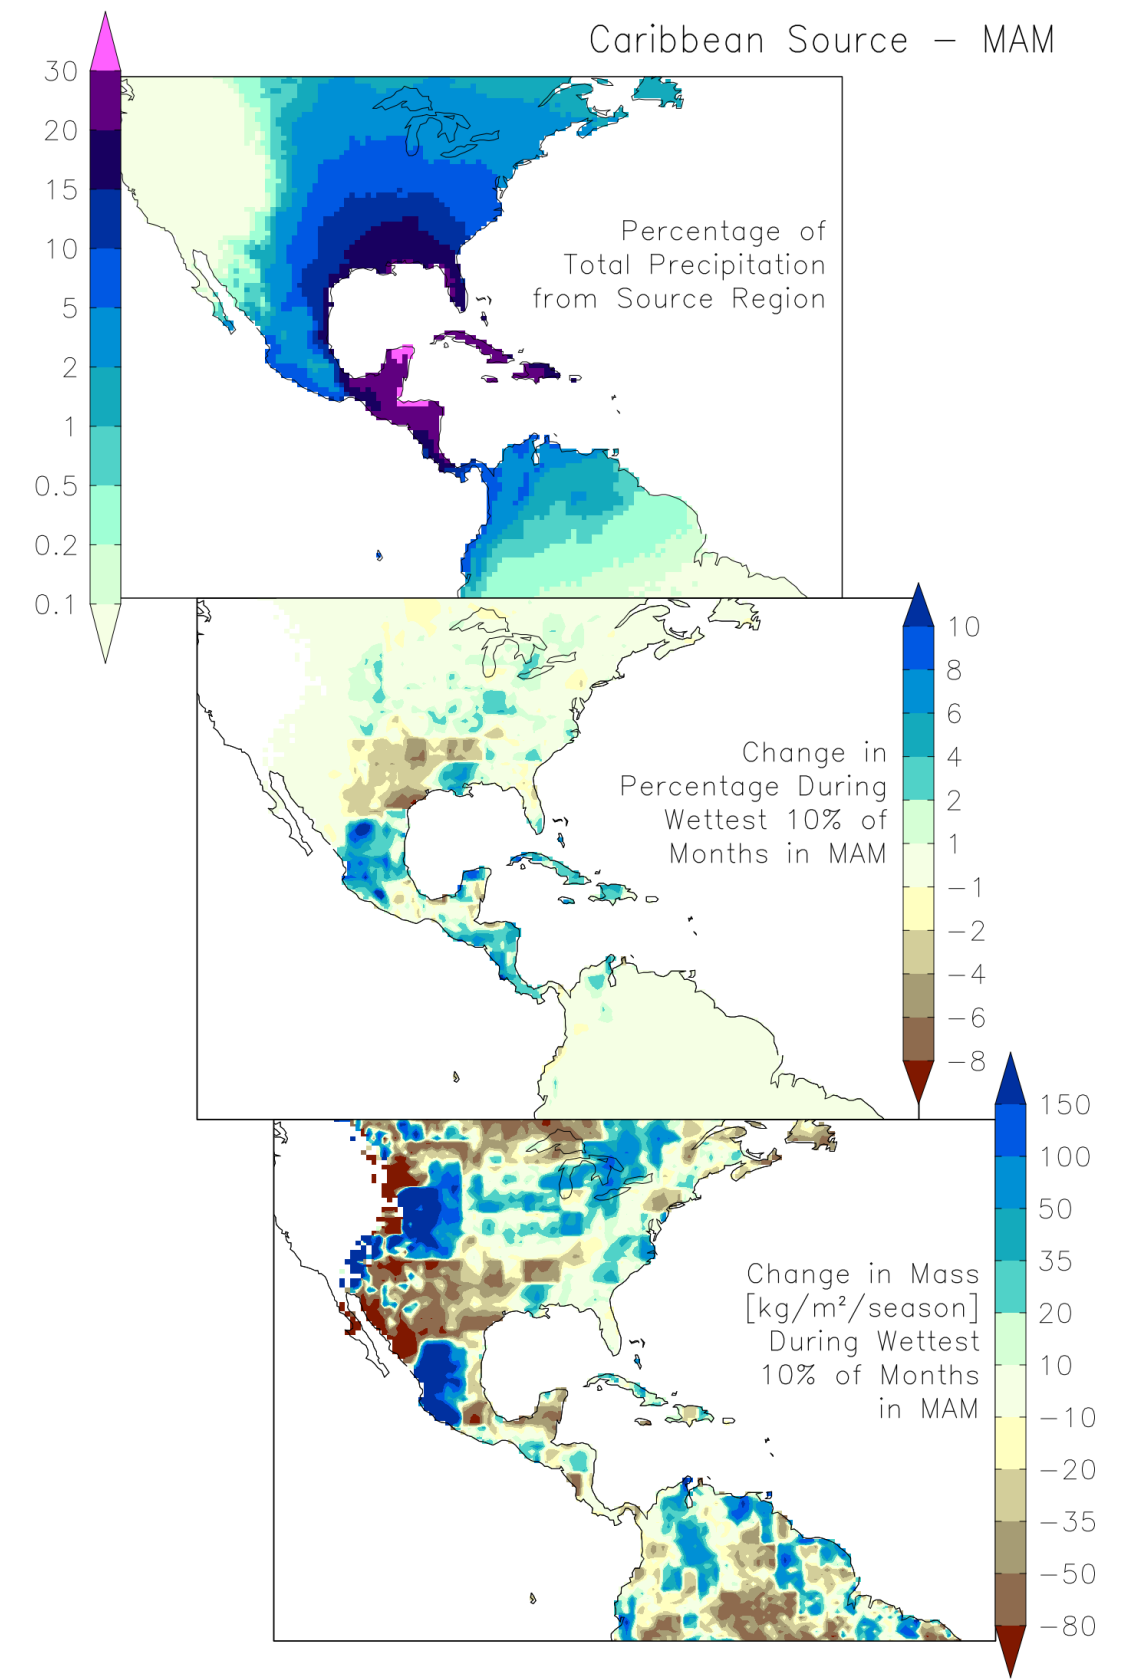 Caribbean Source – MAM
30
20
15
10
5
2
1
0.5
0.2
0.1
Percentage of
Total Precipitation
from Source Region
10
8
6
4
2
1
−1
−2
−4
−6
−8
Change in
Percentage During
Wettest 10% of
Months in MAM
150
100
50
35
20
10
−10
−20
−35
−50
−80
Change in Mass
[kg/m²/season]
During Wettest
10% of Months
in MAM